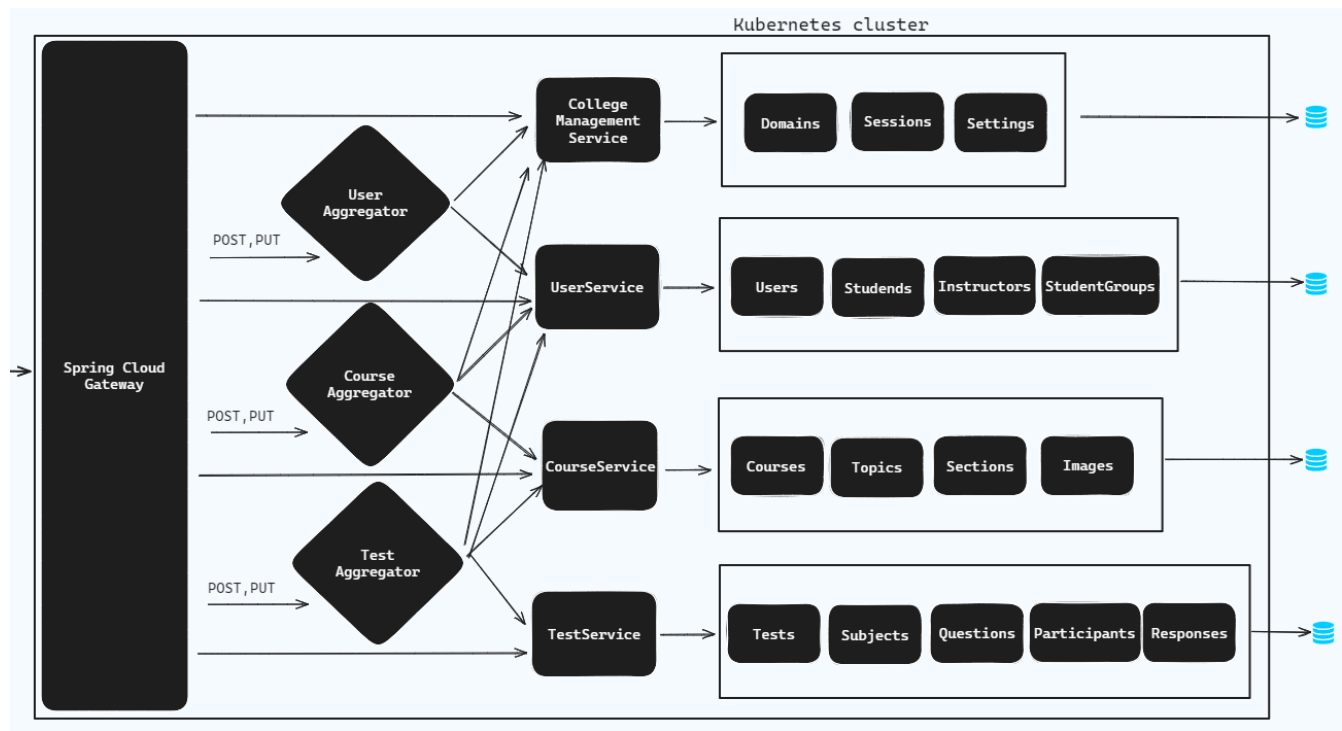 Kubernetes cluster
Spring Cloud
Gateway
User
Aggregator
POST,PUT
Course
Aggregator
POST,PUT
Test
Aggregator
POST,PUT
College
Management
Service
Domains
Sessions
Settings
UserService
Users
Studends
Instructors
StudentGroups
CourseService
Courses
Topics
Sections
Images
TestService
Tests
Subjects
Questions
Participants
Responses